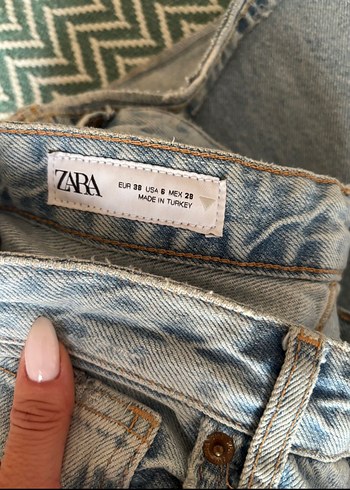 ZARA
EUR 38 USA 6 MEX 28
MADE IN TURKEY